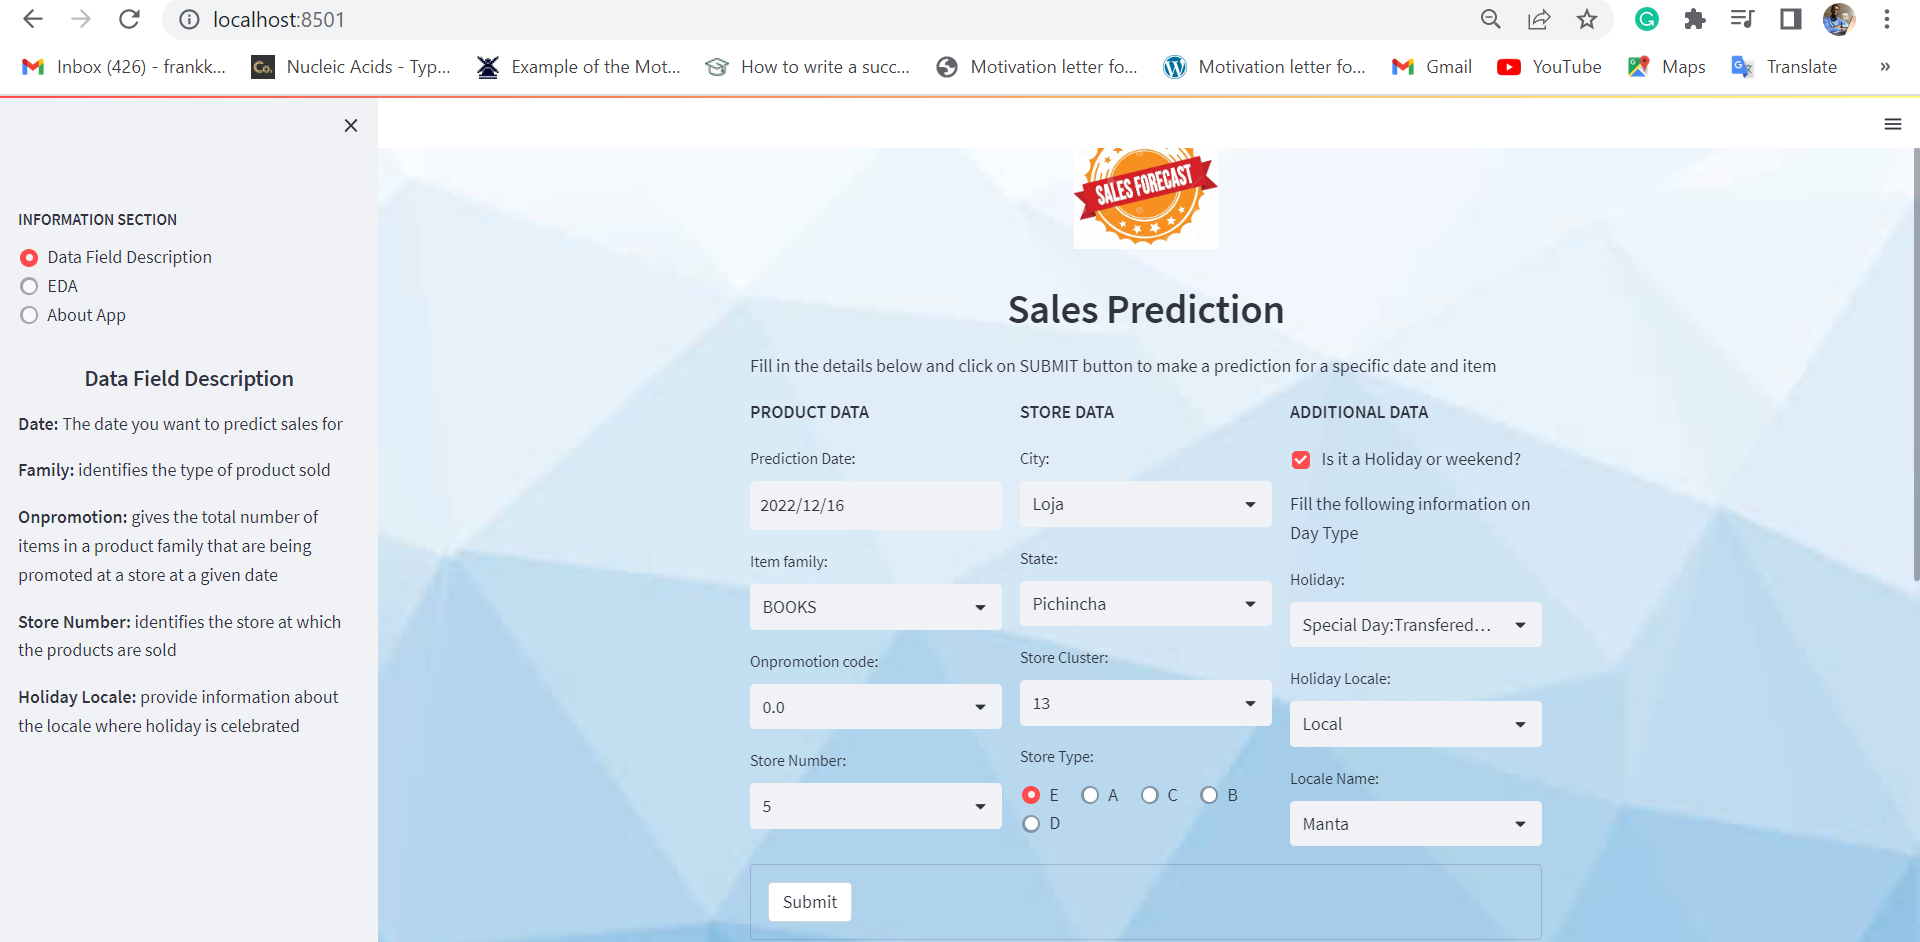 localhost:8501
Inbox (426) - frankk...
Co.
Nucleic Acids - Typ...
Example of the Mot...
How to write a succ...
Motivation letter fo...
Motivation letter fo...
Gmail
YouTube
Maps
Translate
»
INFORMATION SECTION
Data Field Description
EDA
About App
Data Field Description
Date: The date you want to predict sales for
Family: identifies the type of product sold
Onpromotion: gives the total number of
items in a product family that are being
promoted at a store at a given date
Store Number: identifies the store at which
the products are sold
Holiday Locale: provide information about
the locale where holiday is celebrated
SALES FORECAST
Sales Prediction
Fill in the details below and click on SUBMIT button to make a prediction for a specific date and item
PRODUCT DATA
Prediction Date:
2022/12/16
Item family:
BOOKS
Onpromotion code:
0.0
Store Number:
5
STORE DATA
City:
Loja
State:
Pichincha
Store Cluster:
13
Store Type:
E A C B
D
ADDITIONAL DATA
Is it a Holiday or weekend?
Fill the following information on
Day Type
Holiday:
Special Day:Transfered...
Holiday Locale:
Local
Locale Name:
Manta
Submit